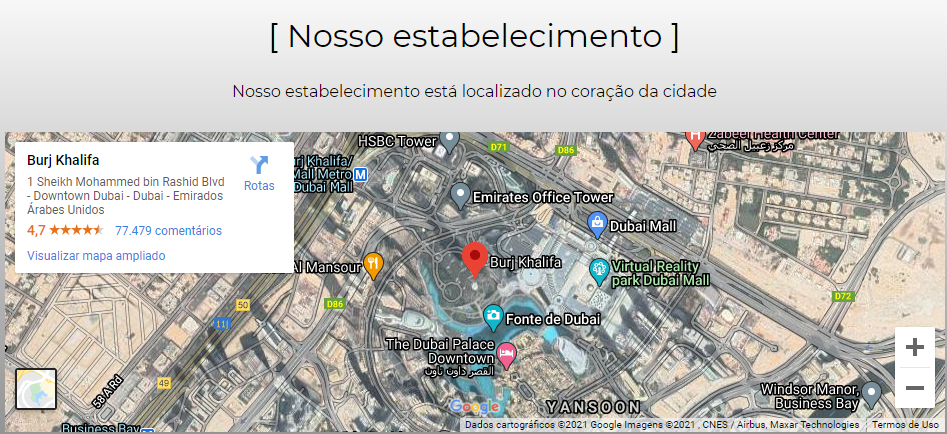 [ Nosso estabelecimento ]
Nosso estabelecimento está localizado no coração da cidade
Burj Khalifa
Rotas
1 Sheikh Mohammed bin Rashid Blvd
- Downtown Dubai - Dubai - Emirados
Árabes Unidos
4,7
77.479 comentários
Visualizar mapa ampliado
HSBC Tower
D71
D86
Zabeel Health Center
مركز زعبيل الصحي
Burj Khalifa/
Mall Metro
Dubai Mall
M
Emirates Office Tower
Dubai Mall
Al Mansour
Burj Khalifa
Virtual Reality
park Dubai Mall
D72
50
D86
111
Fonte de Dubai
The Dubai Palace
Downtown
القصر داون تاون
58 A Rd
49
Windsor Manor,
Business Bay
Google
YANSOON
Business Bay
Dados cartográficos ©2021 Google Imagens ©2021 , CNES / Airbus, Maxar Technologies
Termos de Uso